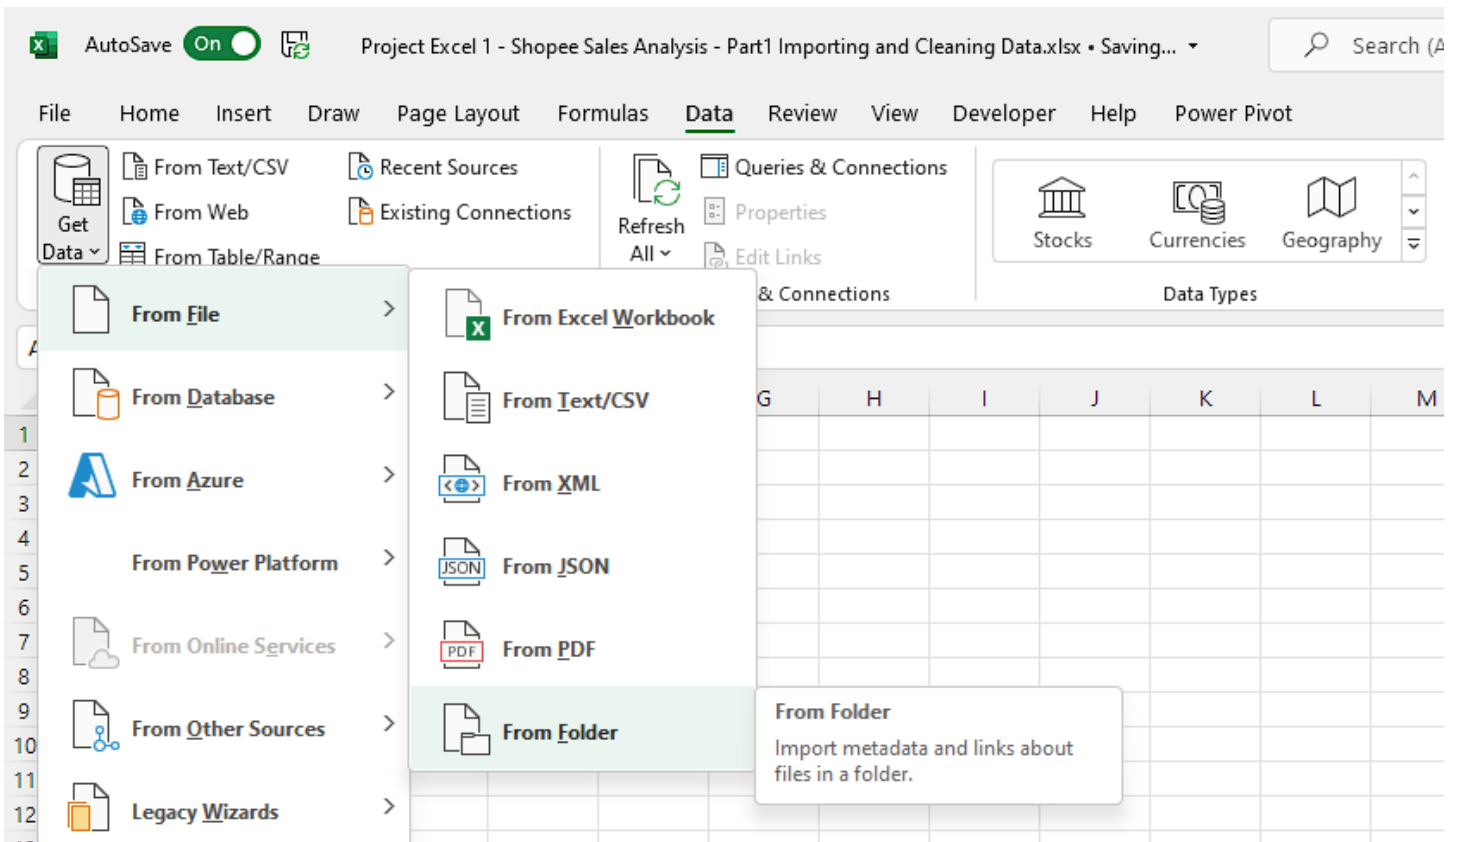 AutoSave On Project Excel 1 - Shopee Sales Analysis - Part1 Importing and Cleaning Data.xlsx • Saving... Search (A
File Home Insert Draw Page Layout Formulas Data Review View Developer Help Power Pivot
Get
Data
From Text/CSV
From Web
From Table/Range
Recent Sources
Existing Connections
Refresh
All
Queries & Connections
Properties
Edit Links
& Connections
Stocks
Currencies
Geography
Data Types
From File
From Database
From Azure
From Power Platform
From Online Services
From Other Sources
Legacy Wizards
From Excel Workbook
From Text/CSV
From XML
JSON From JSON
PDF From PDF
From Folder
From Folder
Import metadata and links about
files in a folder.
G H I J K L M
1
2
3
4
5
6
7
8
9
10
11
12